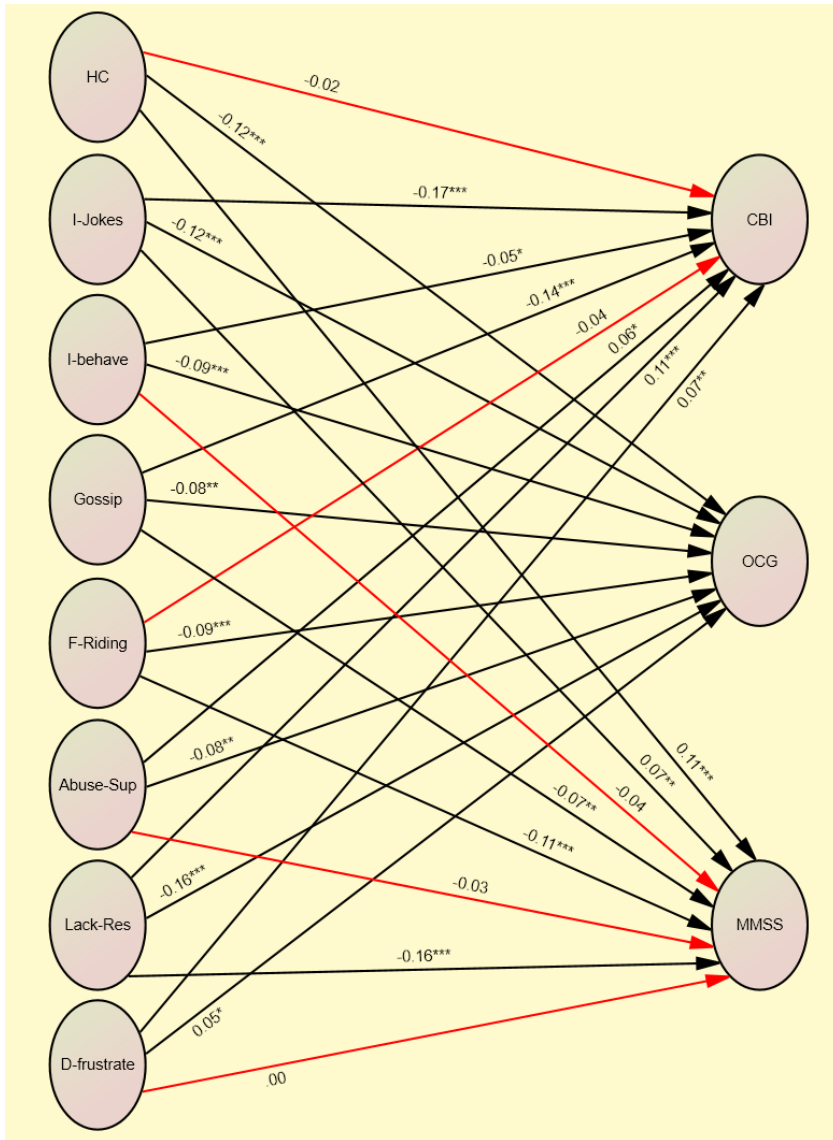 HC
-0.02
-0.12***
I-Jokes
-0.17***
-0.12***
CBI
I-behave
-0.05*
-0.14***
-0.04
0.06*
0.11***
0.07**
-0.09***
Gossip
-0.08**
OCG
F-Riding
-0.09***
Abuse-Sup
-0.08**
0.11***
0.07**
-0.04
-0.07**
-0.11***
-0.03
Lack-Res
-0.16***
MMSS
-0.16***
D-frustrate
0.05*
.00